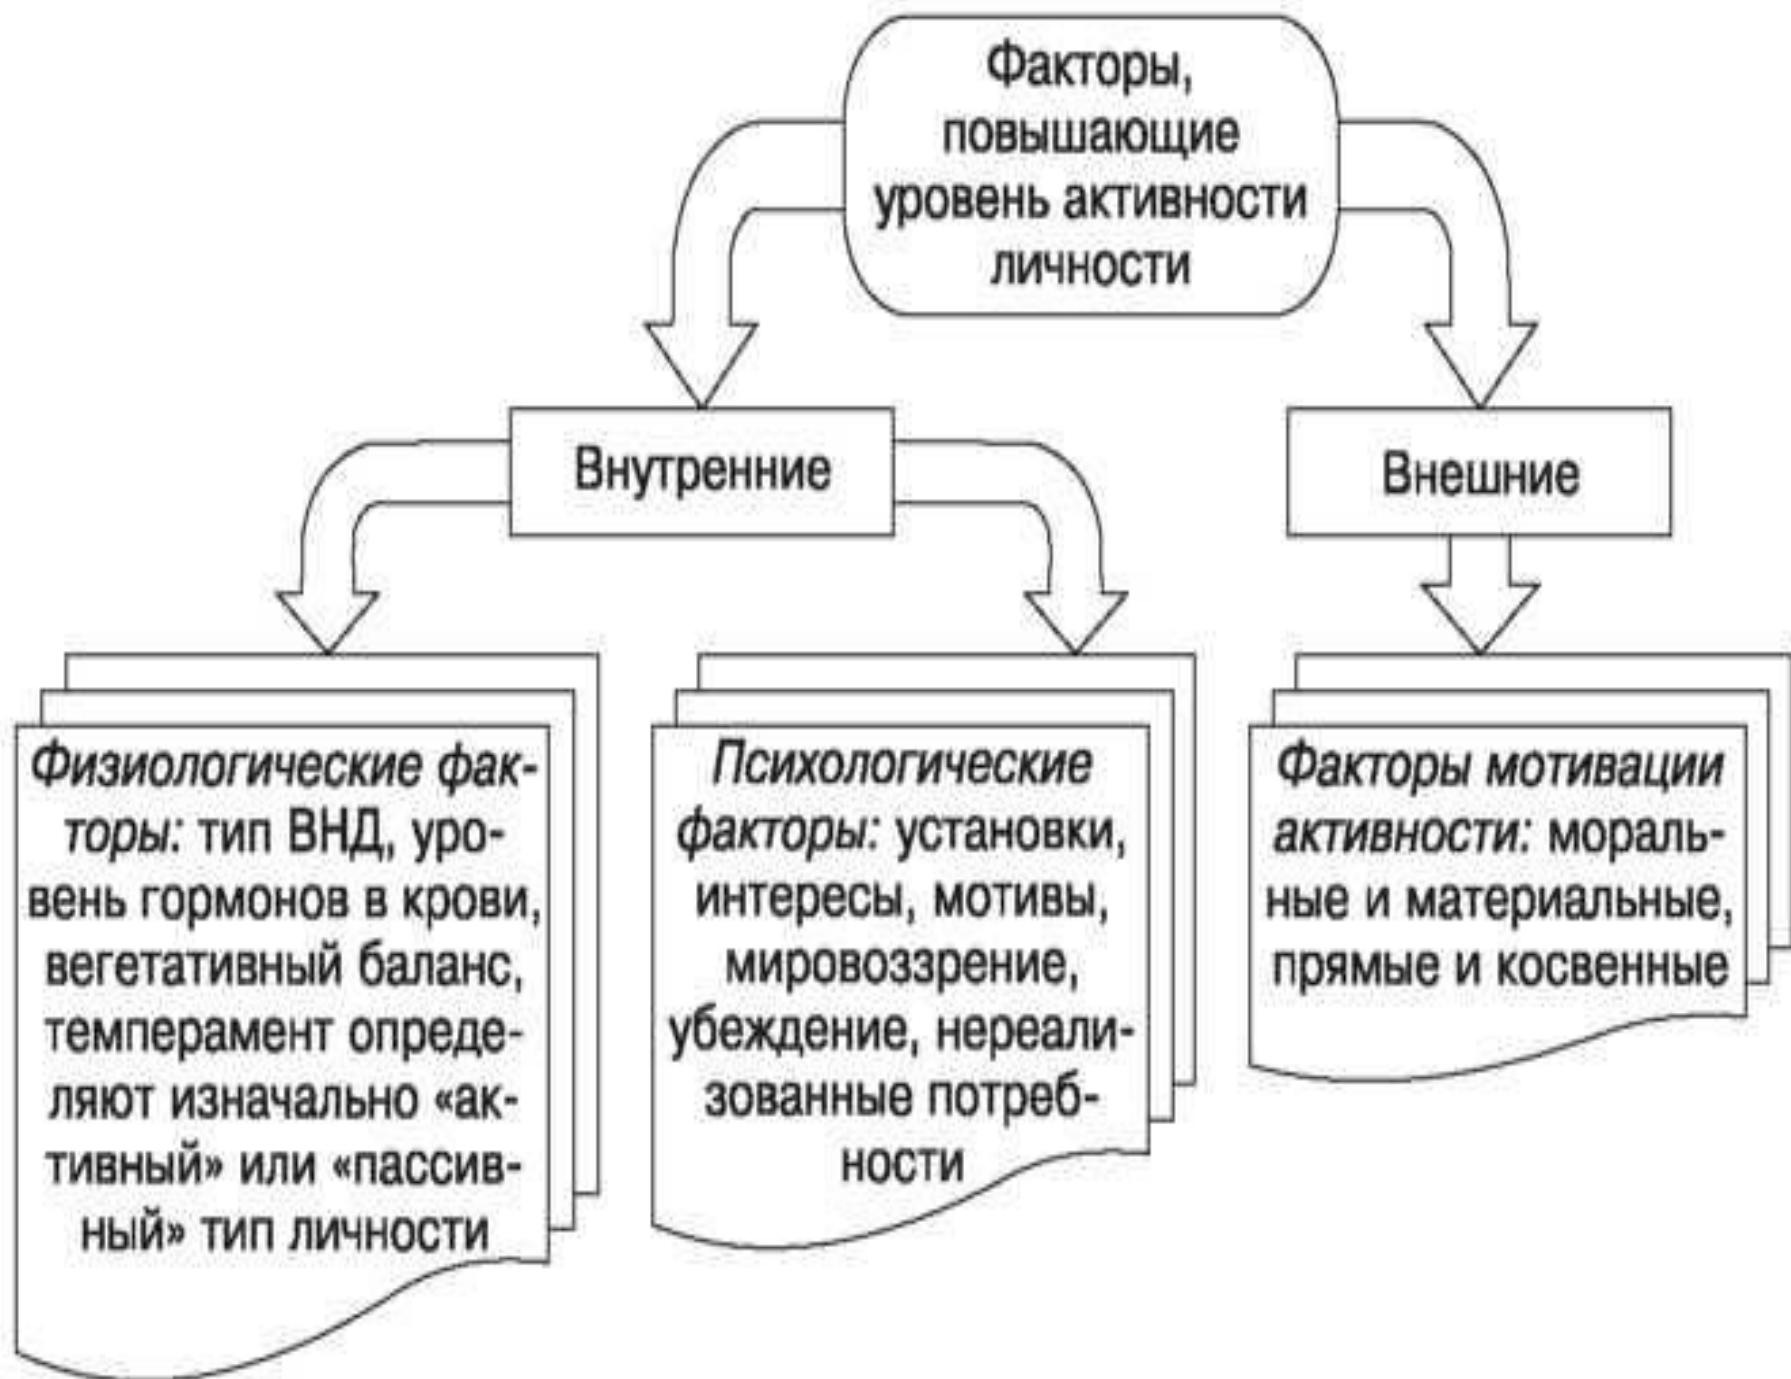 Факторы,
повышающие
уровень активности
личности
Внутренние
Внешние
Физиологические фак-
торы: тип ВНД, уро-
вень гормонов в крови,
вегетативный баланс,
темперамент опреде-
ляют изначально «ак-
тивный» или «пассив-
ный» тип личности
Психологические
факторы: установки,
интересы, мотивы,
мировоззрение,
убеждение, нереали-
зованные потреб-
ности
Факторы мотивации
активности: мораль-
ные и материальные,
прямые и косвенные